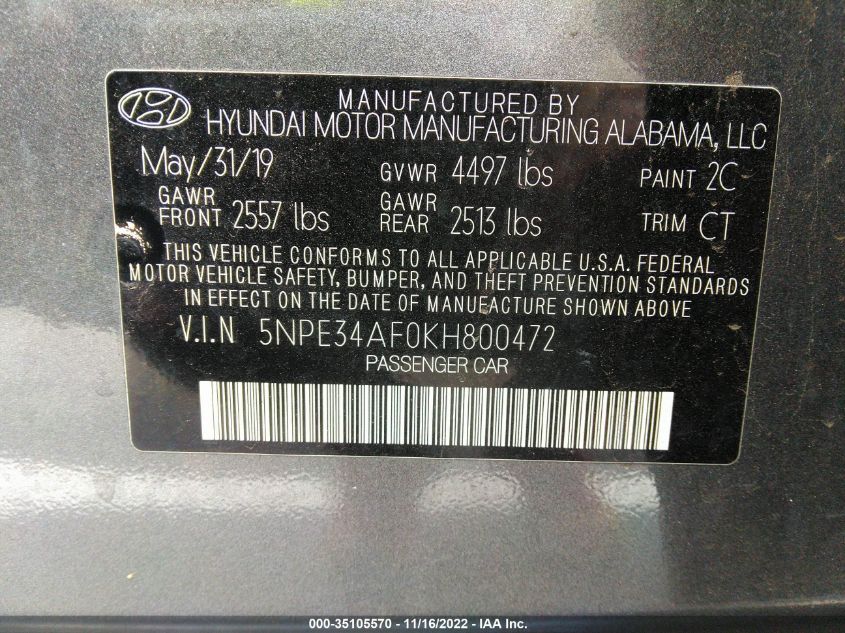 MANUFACTURED BY
HYUNDAI MOTOR MANUFACTURING ALABAMA, LLC
May/31/19 GVWR 4497 lbs PAINT 2C
GAWR FRONT 2557 lbs GAWR REAR 2513 lbs TRIM CT
THIS VEHICLE CONFORMS TO ALL APPLICABLE U.S.A. FEDERAL
MOTOR VEHICLE SAFETY, BUMPER, AND THEFT PREVENTION STANDARDS
IN EFFECT ON THE DATE OF MANUFACTURE SHOWN ABOVE
V.I.N 5NPE34AF0KH800472
PASSENGER CAR
000-35105570 - 11/16/2022 - IAA Inc.